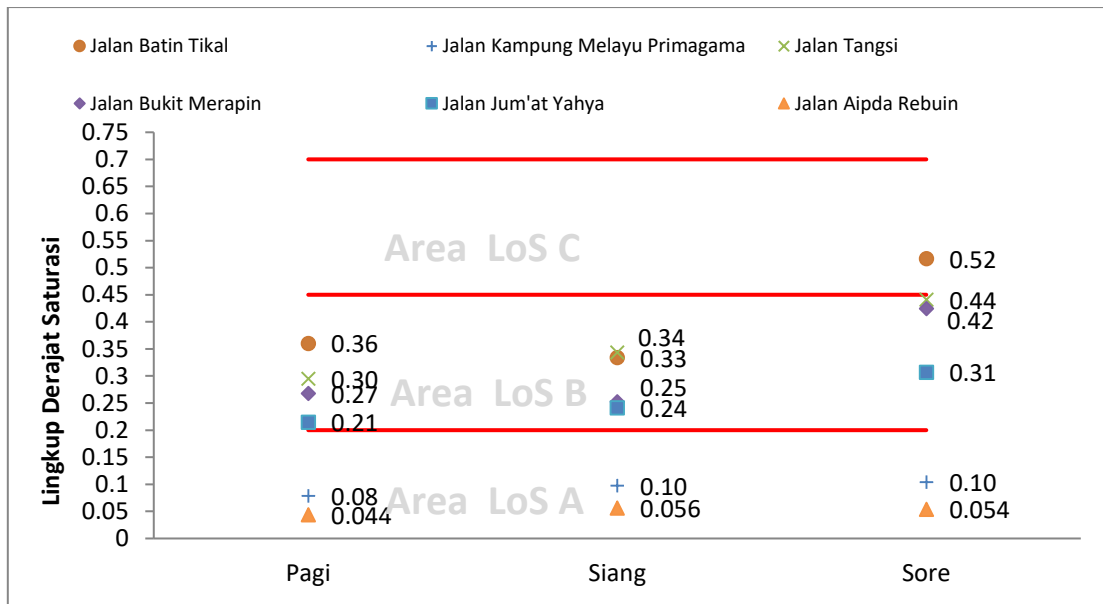 Jalan Batin Tikal
Jalan Kampung Melayu Primagama
Jalan Tangsi
Jalan Bukit Merapin
Jalan Jum'at Yahya
Jalan Aipda Rebuin
Lingkup Derajat Saturasi
0.75
0.7
0.65
0.6
0.55
0.5
0.45
0.4
0.35
0.3
0.25
0.2
0.15
0.1
0.05
0
Area LoS C
Area LoS B
Area LoS A
0.36
0.30
0.27
0.21
0.08
0.044
0.34
0.33
0.25
0.24
0.10
0.056
0.52
0.44
0.42
0.31
0.10
0.054
Pagi
Siang
Sore